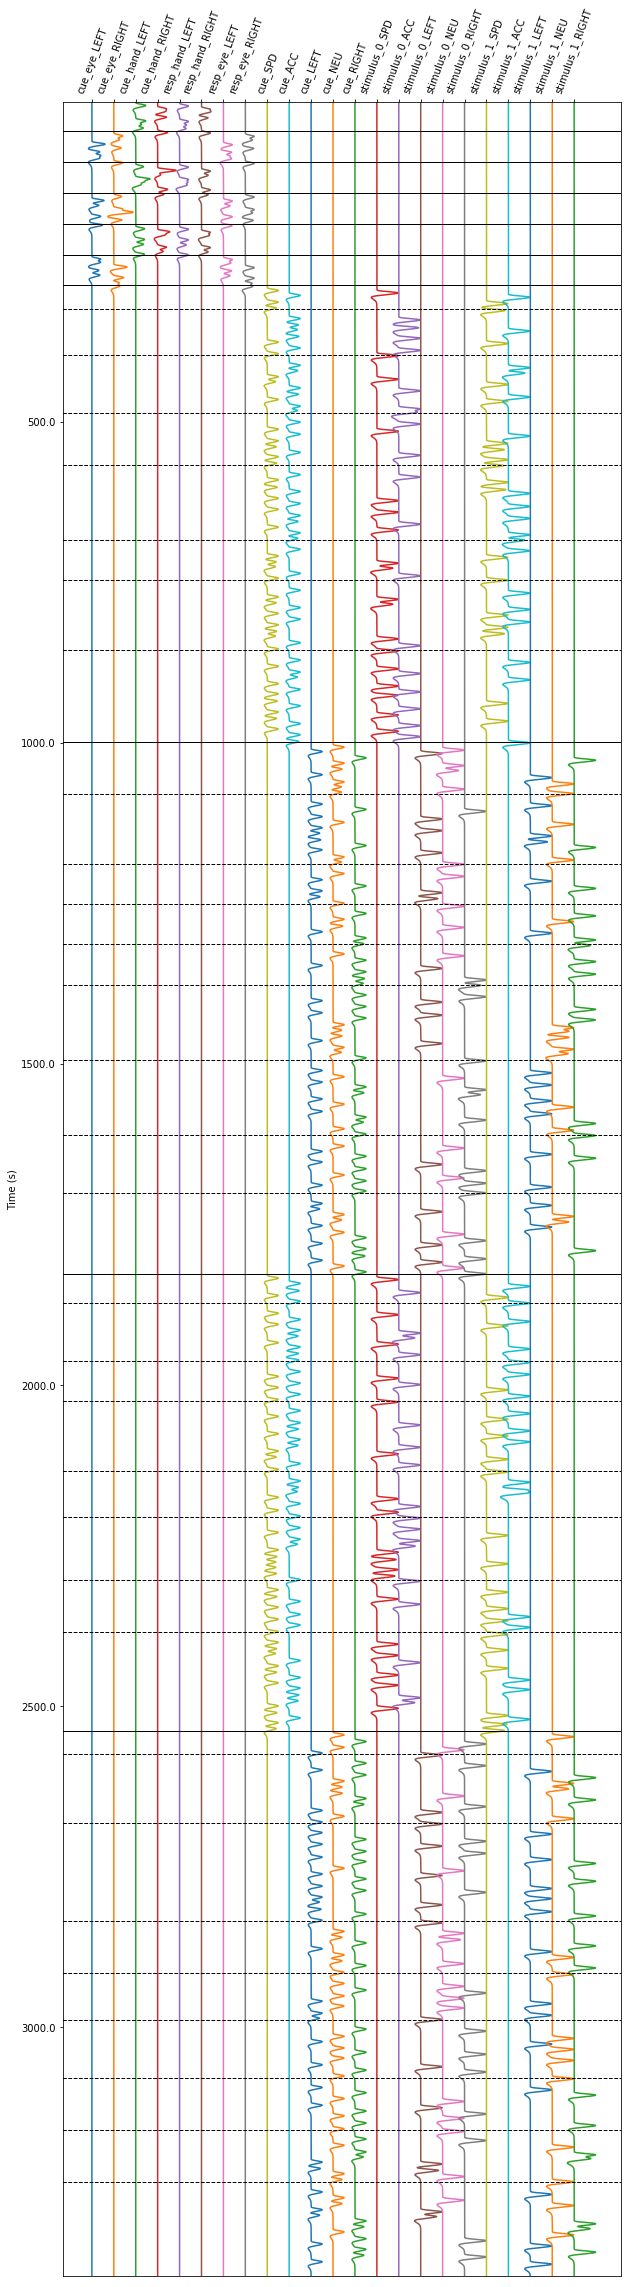 cue_eye_LEFT
cue_eye_RIGHT
cue_hand_LEFT
cue_hand_RIGHT
resp_hand_LEFT
resp_hand_RIGHT
resp_eye_LEFT
resp_eye_RIGHT
cue_SPD
cue_ACC
cue_LEFT
cue_NEU
cue_RIGHT
stimulus_0_SPD
stimulus_0_ACC
stimulus_0_LEFT
stimulus_0_NEU
stimulus_0_RIGHT
stimulus_1_SPD
stimulus_1_ACC
stimulus_1_LEFT
stimulus_1_NEU
stimulus_1_RIGHT
500.0
1000.0
1500.0
Time (s)
2000.0
2500.0
3000.0